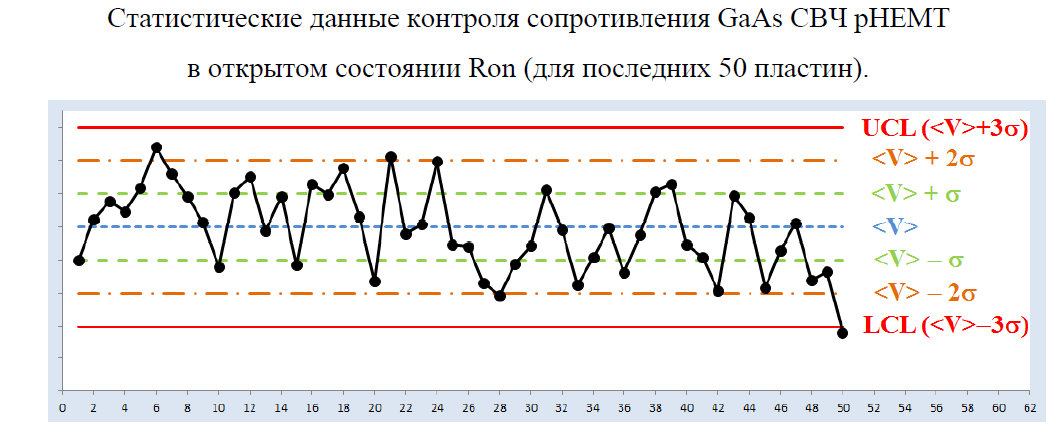 Статистические данные контроля сопротивления GaAs СВЧ pHEMT
в открытом состоянии Ron (для последних 50 пластин).
UCL (<V>+3σ)
<V> + 2σ
<V> + σ
<V>
<V> – σ
<V> – 2σ
LCL (<V>–3σ)
0 2 4 6 8 10 12 14 16 18 20 22 24 26 28 30 32 34 36 38 40 42 44 46 48 50 52 54 56 58 60 62